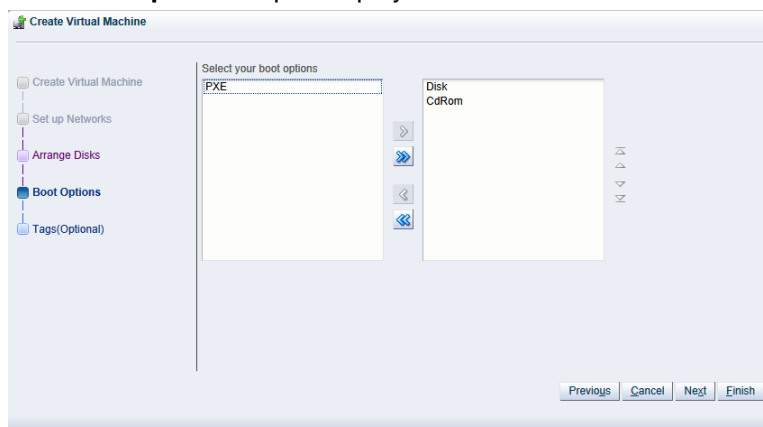 Create Virtual Machine
Select your boot options
Create Virtual Machine
Set up Networks
Arrange Disks
Boot Options
Tags(Optional)
PXE
Disk
CdRom
Previous Cancel Next Finish